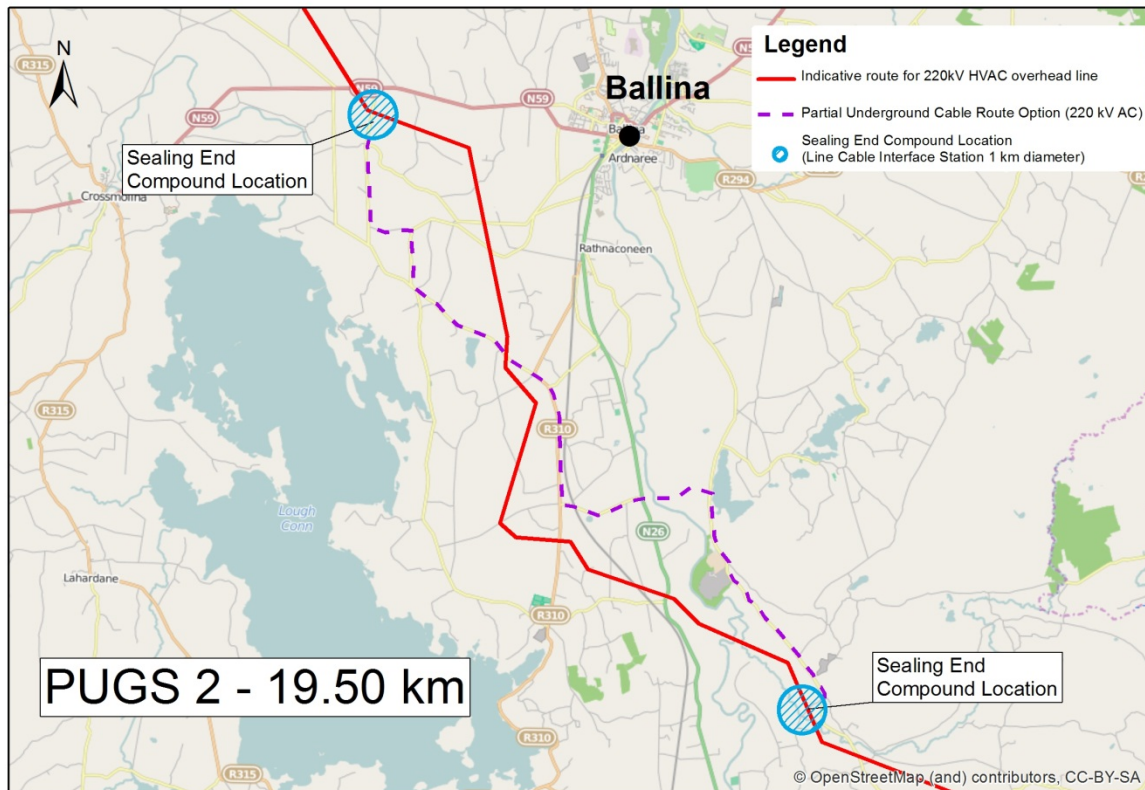 R315
N59
N5
N
N59
N59
Ballina
Ballina
Ardnaree
R294
Legend
Indicative route for 220kV HVAC overhead line
Partial Underground Cable Route Option (220 kV AC)
Sealing End Compound Location
(Line Cable Interface Station 1 km diameter)
Sealing End
Compound Location
Crossmolina
Rathnaconeen
R315
R310
Lough
Conn
N26
Lahardane
R310
PUGS 2 - 19.50 km
Sealing End
Compound Location
R310
R315
R315
© OpenStreetMap (and) contributors, CC-BY-SA